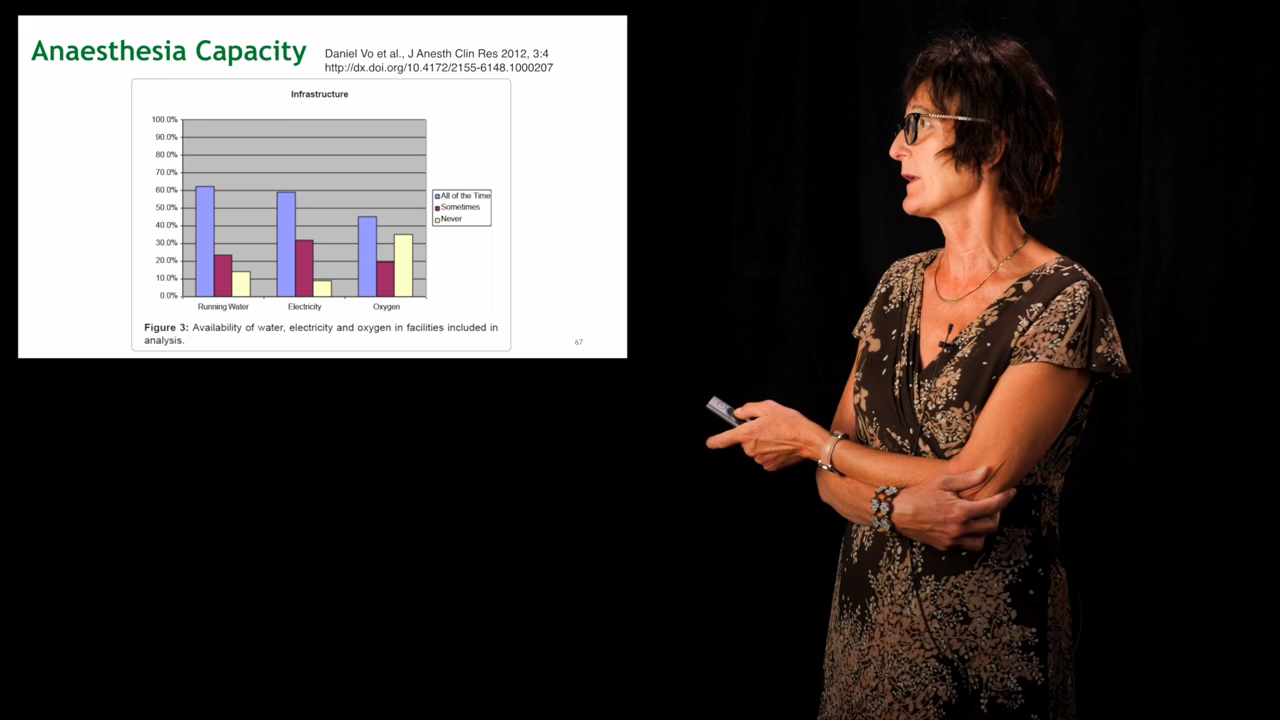 Anaesthesia Capacity
Daniel Vo et al., J Anesth Clin Res 2012, 3:4
http://dx.doi.org/10.4172/2155-6148.1000207
Infrastructure
100.0%
90.0%
80.0%
70.0%
60.0%
50.0%
40.0%
30.0%
20.0%
10.0%
0.0%
All of the Time
Sometimes
Never
Running Water Electricity Oxygen
Figure 3: Availability of water, electricity and oxygen in facilities included in
analysis.
67